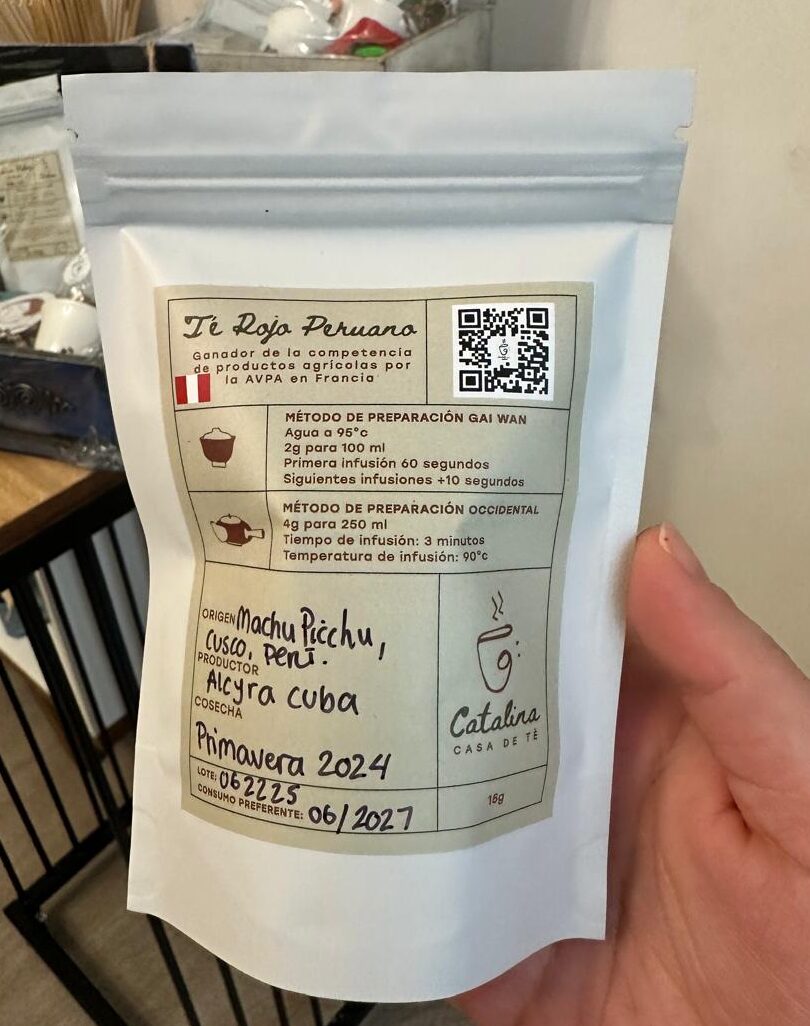 Té Rojo Peruano
Ganador de la competencia
de productos agrícolas por
la AVPA en Francia
MÉTODO DE PREPARACIÓN GAI WAN
Agua a 95°c
2g para 100 ml
Primera infusión 60 segundos
Siguientes infusiones +10 segundos
MÉTODO DE PREPARACIÓN OCCIDENTAL
4g para 250 ml
Tiempo de infusión: 3 minutos
Temperatura de infusión: 90°c
ORIGEN Machu Picchu,
Cusco, Perú.
PRODUCTOR
Alcyra Cuba
COSECHA
Primavera 2024
LOTE: 062225
CONSUMO PREFERENTE: 06/2027
Catalina
CASA DE TÈ
15g